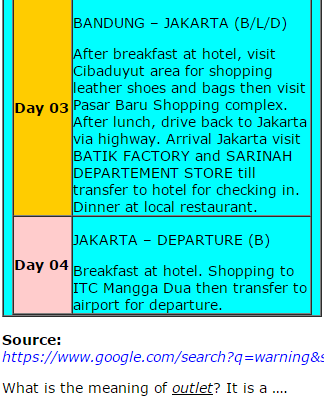 BANDUNG – JAKARTA (B/L/D)
Day 03
After breakfast at hotel, visit
Cibaduyut area for shopping
leather shoes and bags then visit
Pasar Baru Shopping complex.
After lunch, drive back to Jakarta
via highway. Arrival Jakarta visit
BATIK FACTORY and SARINAH
DEPARTEMENT STORE till
transfer to hotel for checking in.
Dinner at local restaurant.
JAKARTA – DEPARTURE (B)
Day 04
Breakfast at hotel. Shopping to
ITC Mangga Dua then transfer to
airport for departure.
Source:
https://www.google.com/search?q=warning&s
What is the meaning of outlet? It is a ....